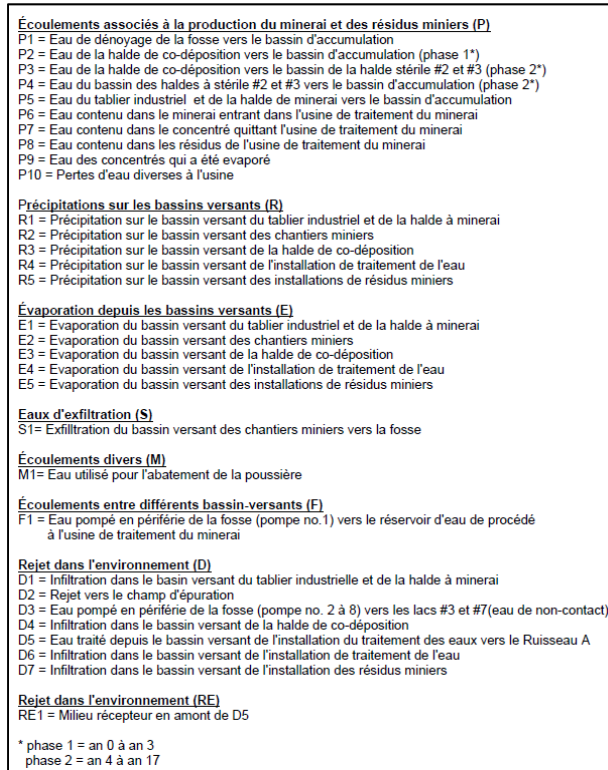 Écoulements associés à la production du minerai et des résidus miniers (P)
P1 = Eau de dénoyage de la fosse vers le bassin d'accumulation
P2 = Eau de la halde de co-déposition vers le bassin d'accumulation (phase 1*)
P3 = Eau de la halde de co-déposition vers le bassin de la halde stérile #2 et #3 (phase 2*)
P4 = Eau du bassin des haldes à stérile #2 et #3 vers le bassin d'accumulation (phase 2*)
P5 = Eau du tablier industriel et de la halde de minerai vers le bassin d'accumulation
P6 = Eau contenu dans le minerai entrant dans l'usine de traitement du minerai
P7 = Eau contenu dans le concentré quittant l'usine de traitement du minerai
P8 = Eau contenu dans les résidus de l'usine de traitement du minerai
P9 = Eau des concentrés qui a été evaporé
P10 = Pertes d'eau diverses à l'usine
Précipitations sur les bassins versants (R)
R1 = Précipitation sur le bassin versant du tablier industriel et de la halde à minerai
R2 = Précipitation sur le bassin versant des chantiers miniers
R3 = Précipitation sur le bassin versant de la halde de co-déposition
R4 = Précipitation sur le bassin versant de l'installation de traitement de l'eau
R5 = Précipitation sur le bassin versant des installations de résidus miniers
Évaporation depuis les bassins versants (E)
E1 = Evaporation du bassin versant du tablier industriel et de la halde à minerai
E2 = Evaporation du bassin versant des chantiers miniers
E3 = Evaporation du bassin versant de la halde de co-déposition
E4 = Evaporation du bassin versant de l'installation de traitement de l'eau
E5 = Evaporation du bassin versant des installations de résidus miniers
Eaux d'exfiltration (S)
S1= Exfilltration du bassin versant des chantiers miniers vers la fosse
Écoulements divers (M)
M1= Eau utilisé pour l'abatement de la poussière
Écoulements entre différents bassin-versants (F)
F1 = Eau pompé en périférie de la fosse (pompe no.1) vers le réservoir d'eau de procédé
à l'usine de traitement du minerai
Rejet dans l'environnement (D)
D1 = Infiltration dans le basin versant du tablier industrielle et de la halde à minerai
D2 = Rejet vers le champ d'épuration
D3 = Eau pompé en périférie de la fosse (pompe no. 2 à 8) vers les lacs #3 et #7(eau de non-contact)
D4 = Infiltration dans le bassin versant de la halde de co-déposition
D5 = Eau traité depuis le bassin versant de l'installation du traitement des eaux vers le Ruisseau A
D6 = Infiltration dans le bassin versant de l'installation de traitement de l'eau
D7 = Infiltration dans le bassin versant de l'installation des résidus miniers
Rejet dans l'environnement (RE)
RE1 = Milieu récepteur en amont de D5
* phase 1 = an 0 à an 3
phase 2 = an 4 à an 17